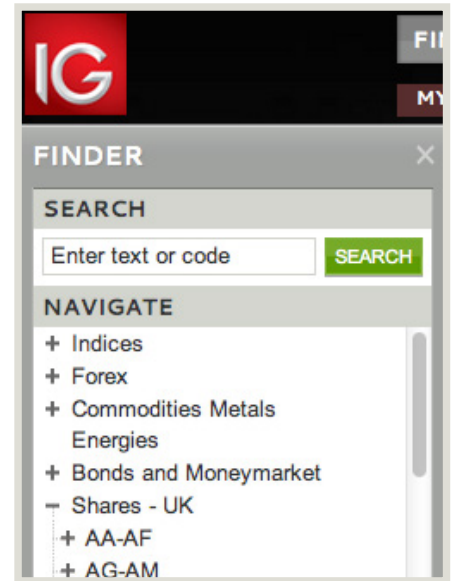 IG
FI
MY
FINDER
SEARCH
Enter text or code
SEARCH
NAVIGATE
+ Indices
+ Forex
+ Commodities Metals
Energies
+ Bonds and Moneymarket
− Shares - UK
+ AA-AF
+ AG-AM